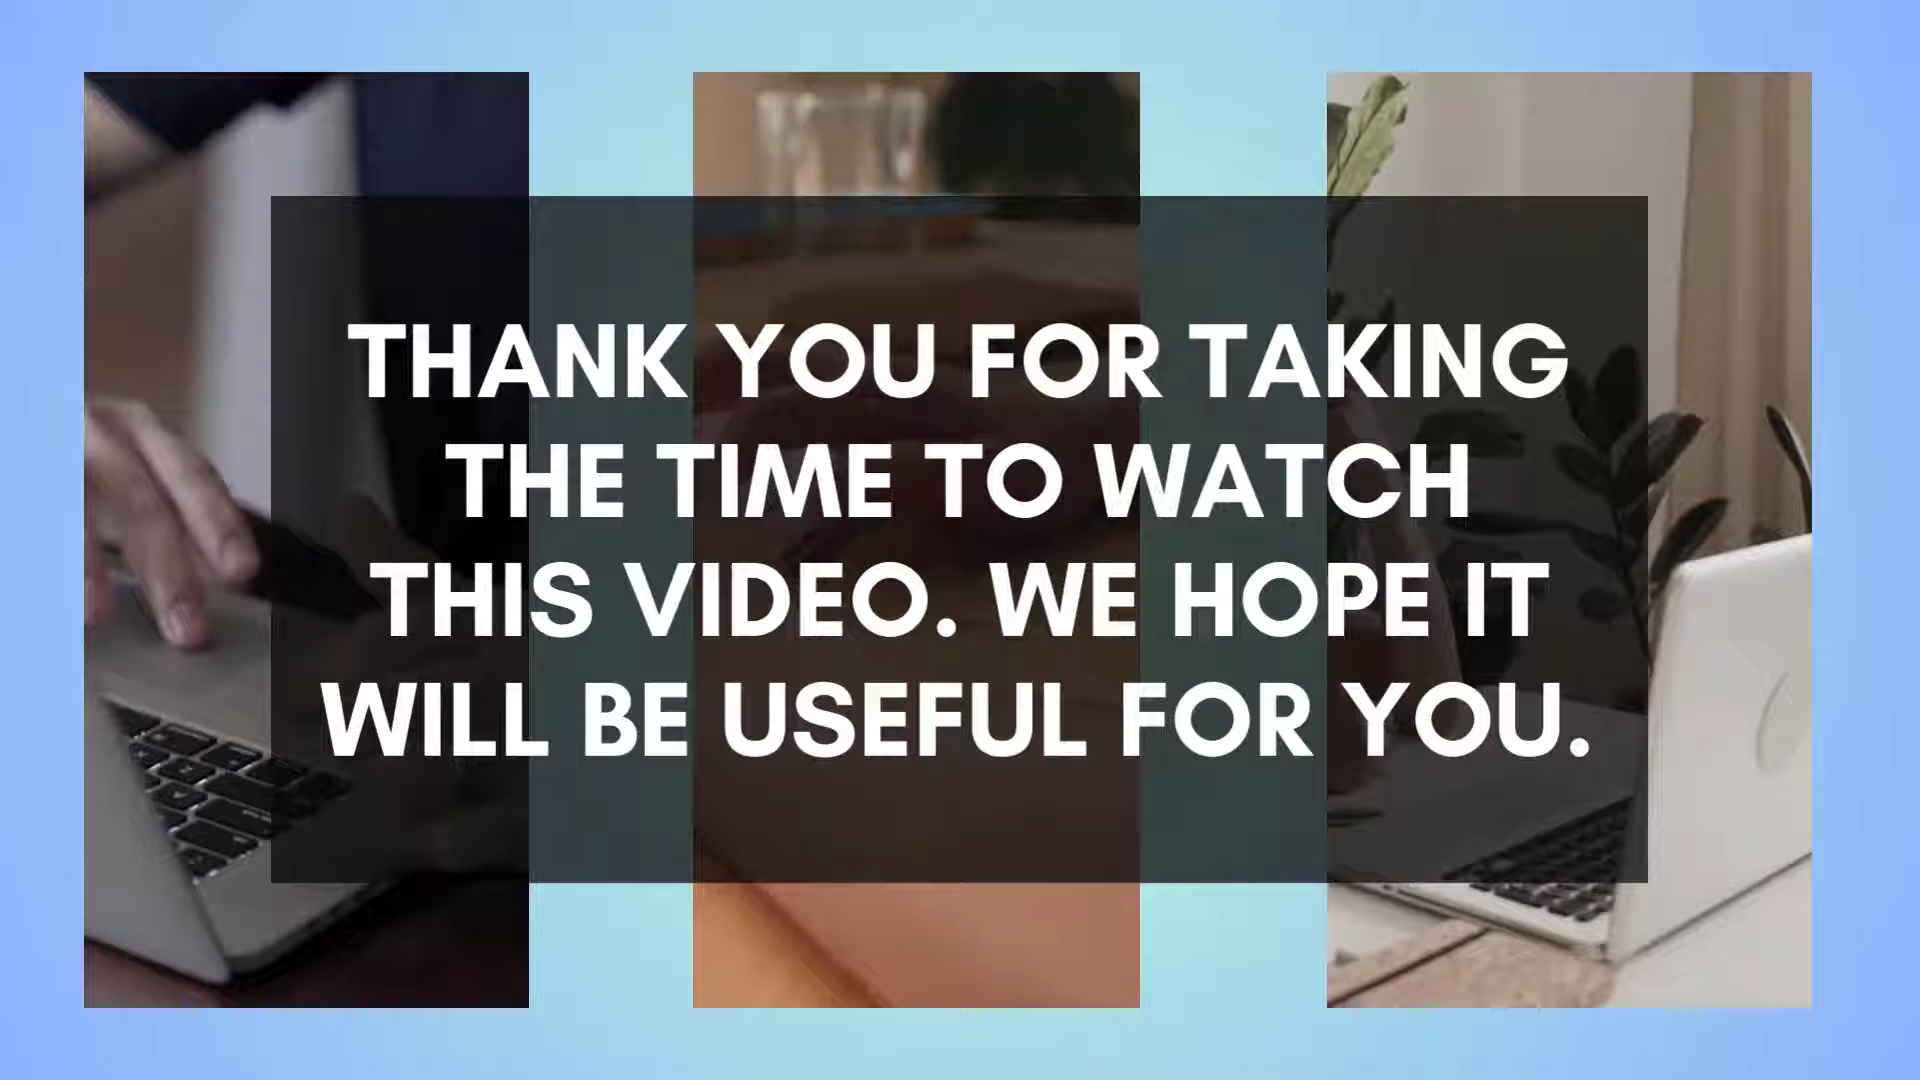 THANK YOU FOR TAKING
THE TIME TO WATCH
THIS VIDEO. WE HOPE IT
WILL BE USEFUL FOR YOU.